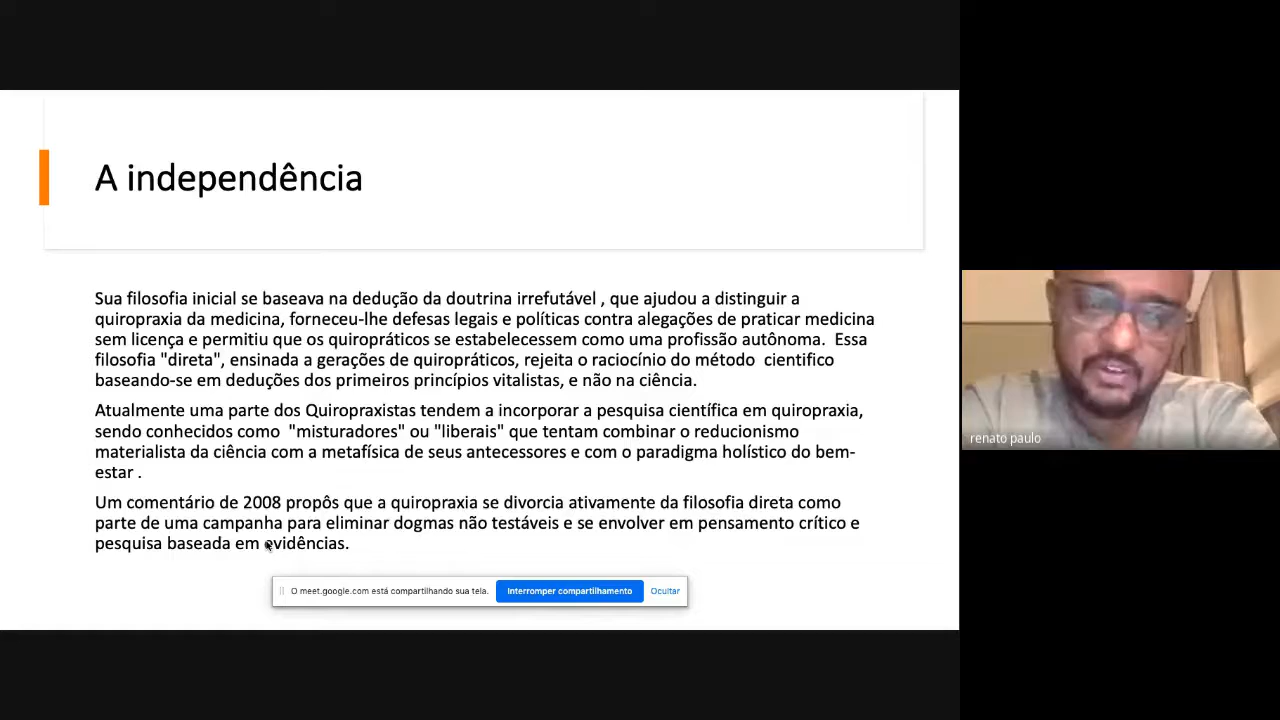 A independência
Sua filosofia inicial se baseava na dedução da doutrina irrefutável , que ajudou a distinguir a
quiropraxia da medicina, forneceu-lhe defesas legais e políticas contra alegações de praticar medicina
sem licença e permitiu que os quiropráticos se estabelecessem como uma profissão autônoma. Essa
filosofia "direta", ensinada a gerações de quiropráticos, rejeita o raciocínio do método cientifico
baseando-se em deduções dos primeiros princípios vitalistas, e não na ciência.
Atualmente uma parte dos Quiropraxistas tendem a incorporar a pesquisa científica em quiropraxia,
sendo conhecidos como "misturadores" ou "liberais" que tentam combinar o reducionismo
materialista da ciência com a metafísica de seus antecessores e com o paradigma holístico do bem-
estar .
Um comentário de 2008 propôs que a quiropraxia se divorcia ativamente da filosofia direta como
parte de uma campanha para eliminar dogmas não testáveis e se envolver em pensamento crítico e
pesquisa baseada em evidências.
O meet.google.com está compartilhando sua tela. Interromper compartilhamento Ocultar
renato paulo